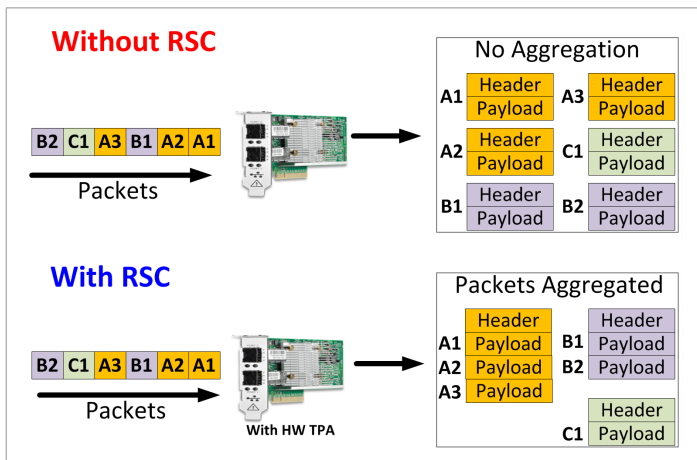 Without RSC
B2 C1 A3 B1 A2 A1
Packets
No Aggregation
A1 Header Payload
A3 Header Payload
A2 Header Payload
C1 Header Payload
B1 Header Payload
B2 Header Payload
With RSC
B2 C1 A3 B1 A2 A1
Packets
With HW TPA
Packets Aggregated
Header
A1 Payload
A2 Payload
A3 Payload
Header
B1 Payload
B2 Payload
Header
C1 Payload